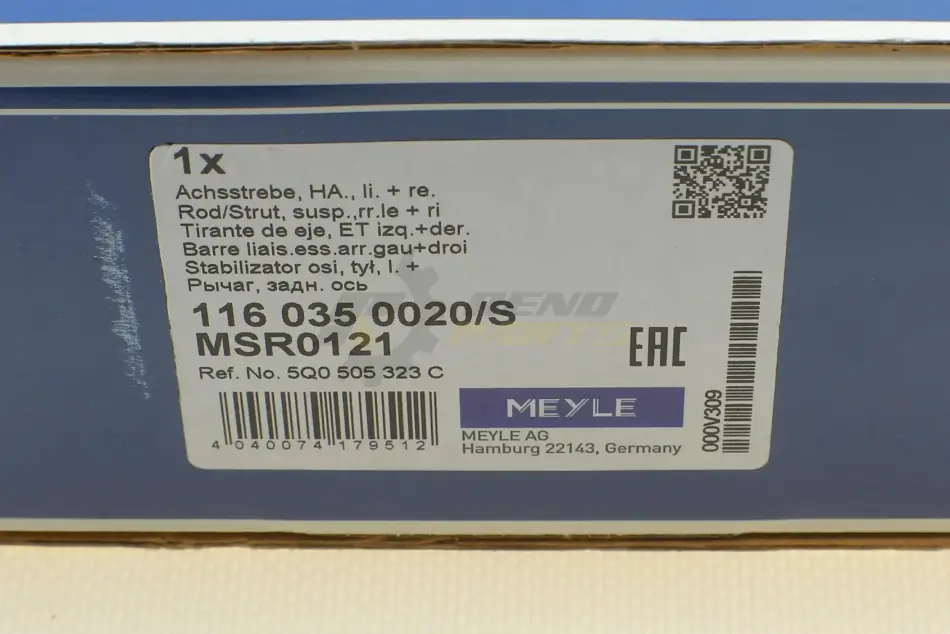 1x
Achsstrebe, HA., li. + re.
Rod/Strut, susp.,rr.le + ri
Tirante de eje, ET izq.+der.
Barre liais.ess.arr.gau+droi
Stabilizator osi, tył, l. +
Рычаг, задн. ось
116 035 0020/S
MSR0121
Ref. No. 5Q0 505 323 C
EAC
4 040074 179512
MEYLE
MEYLE AG
Hamburg 22143, Germany
000V309
PARTS